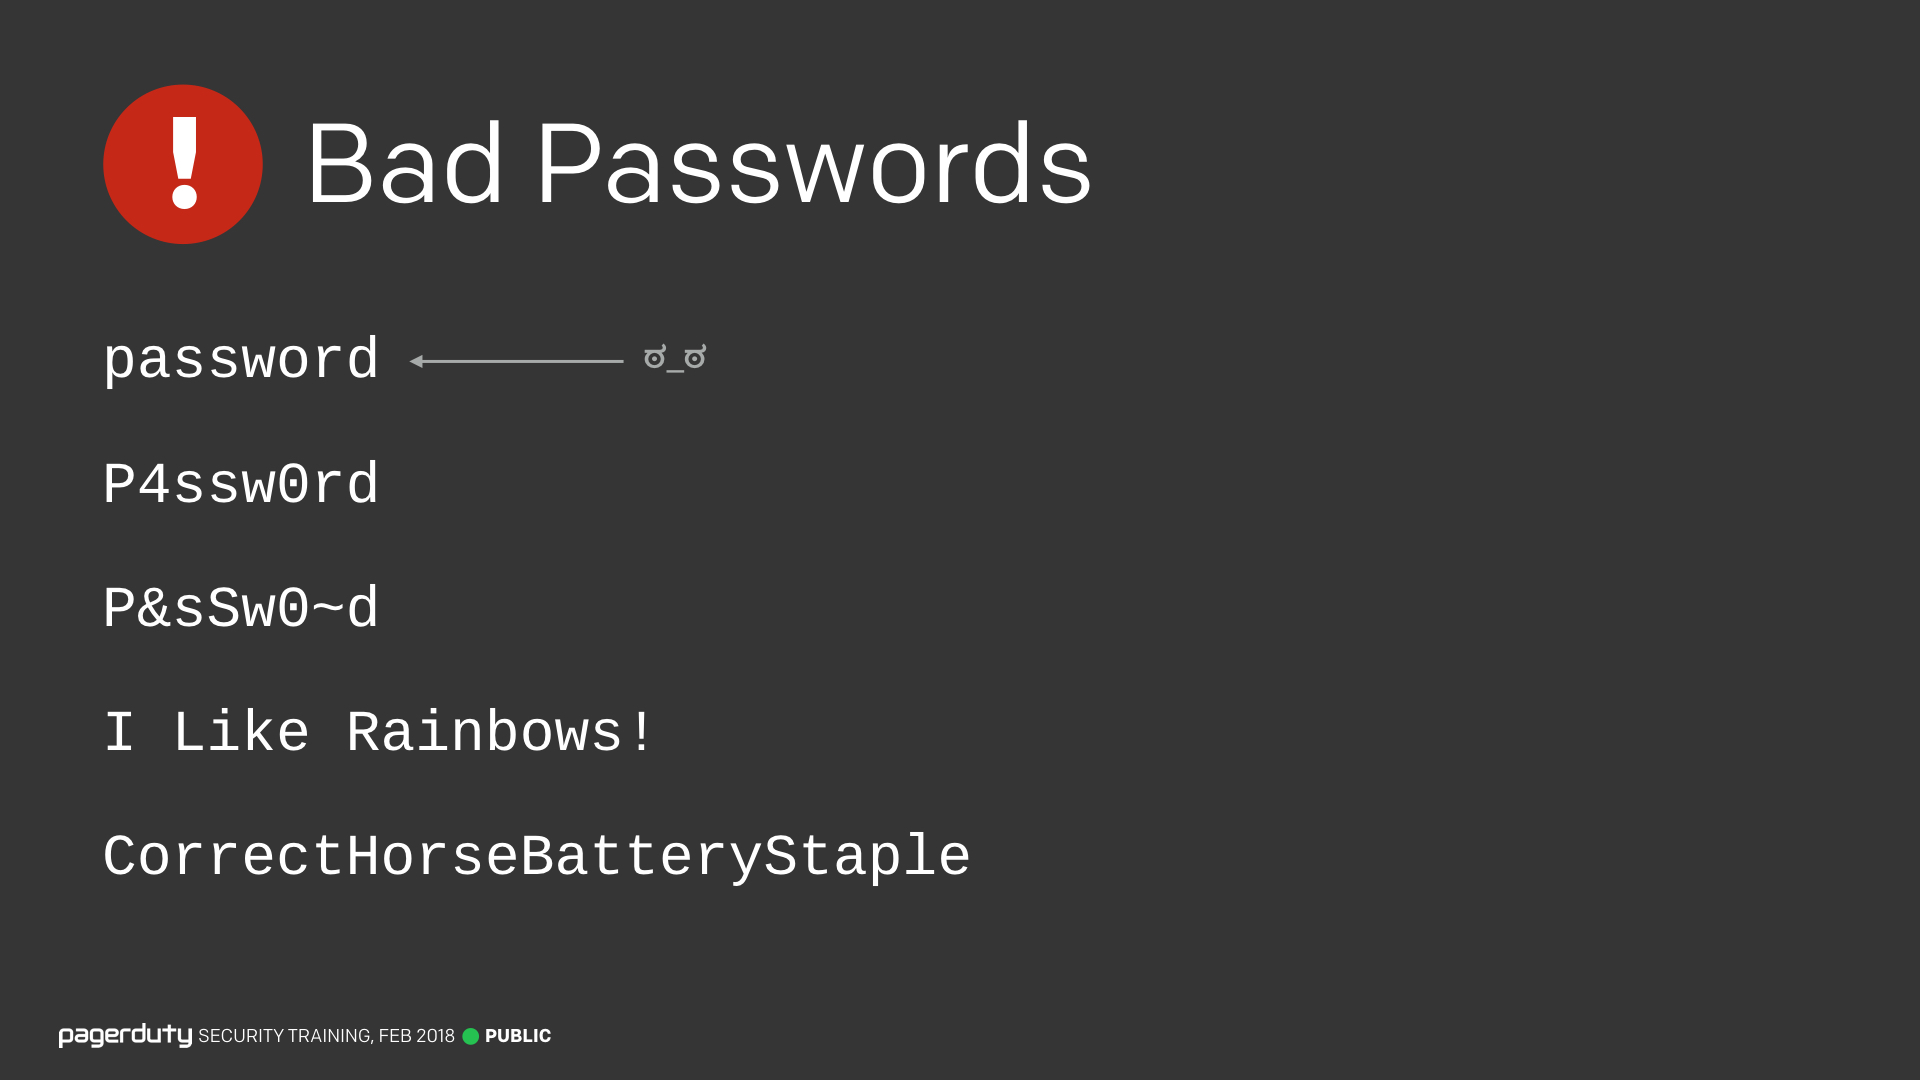 ! Bad Passwords
password ಠ_ಠ
P4ssw0rd
P&sSw0~d
I Like Rainbows!
CorrectHorseBatteryStaple
pagerduty SECURITY TRAINING, FEB 2018 PUBLIC